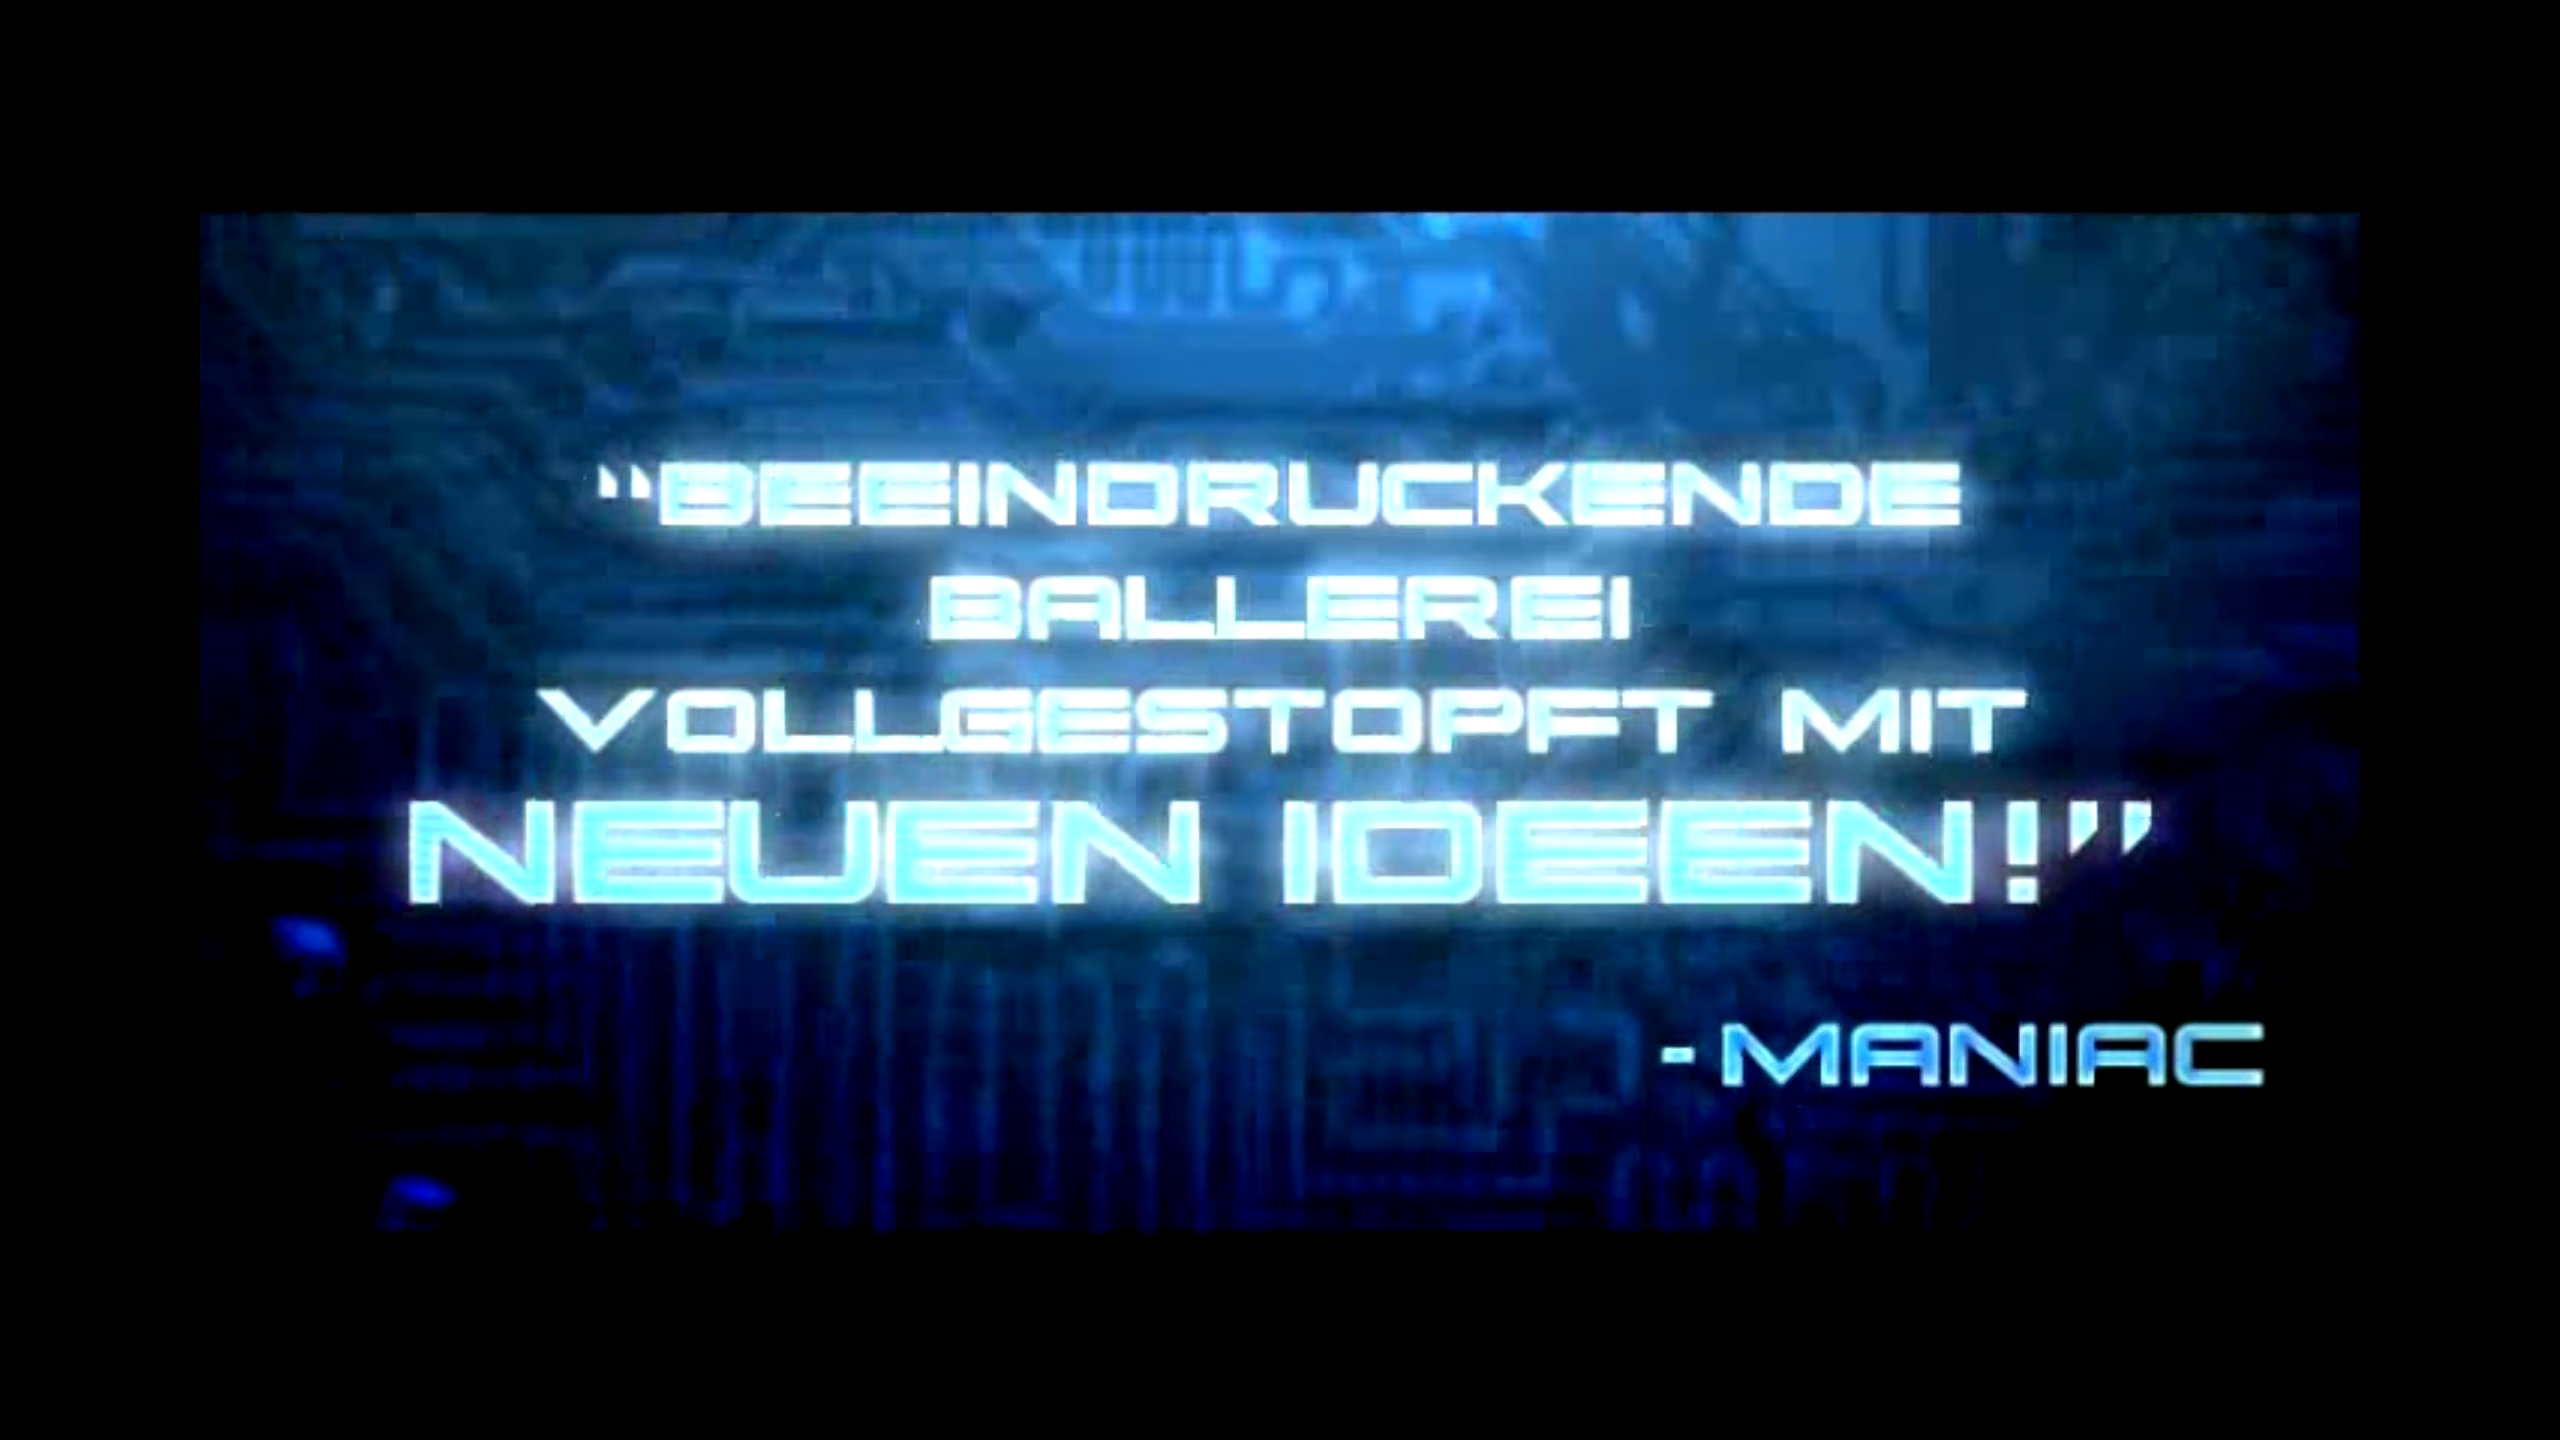 “BEEINDRUCKENDE
BALLEREI
VOLLGESTOPFT MIT
NEUEN IDEEN!”
-MANIAC